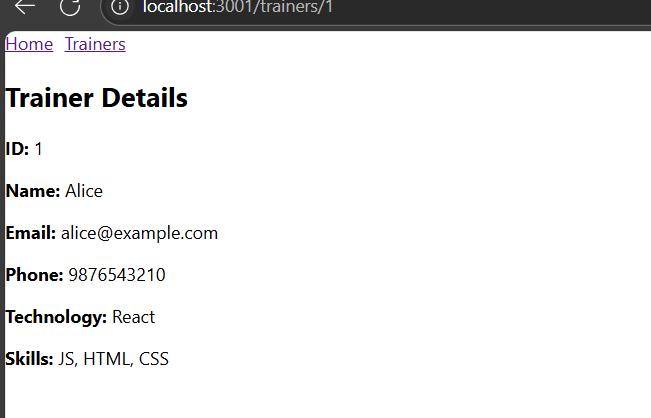 localhost:3001/trainers/1
Home Trainers
Trainer Details
ID: 1
Name: Alice
Email: alice@example.com
Phone: 9876543210
Technology: React
Skills: JS, HTML, CSS